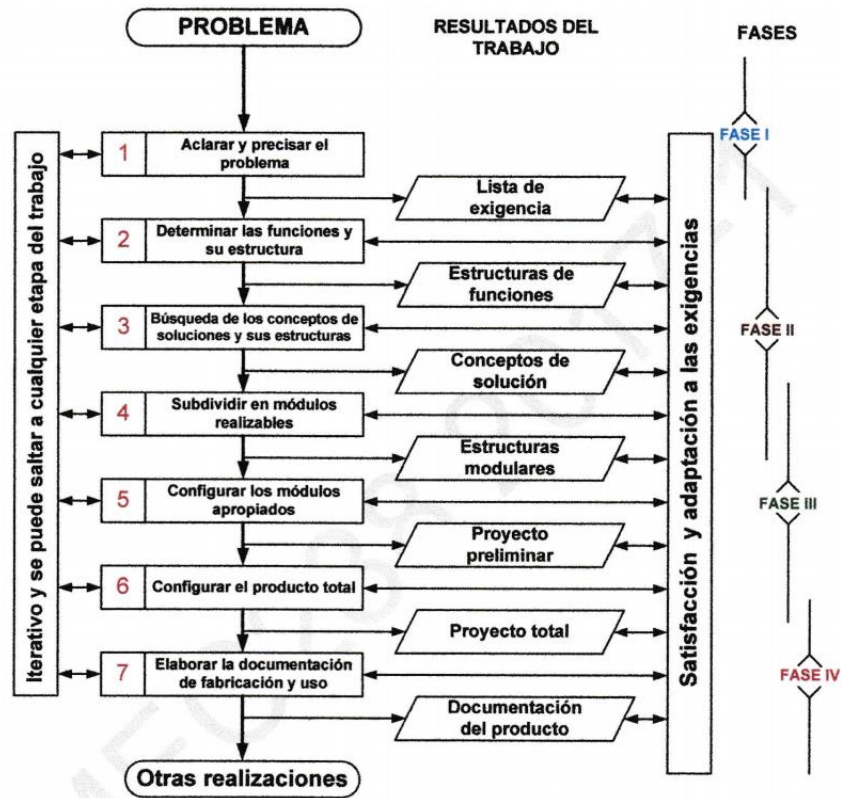 PROBLEMA
RESULTADOS DEL
TRABAJO
FASES
Iterativo y se puede saltar a cualquier etapa del trabajo
1
Aclarar y precisar el
problema
Lista de
exigencia
2
Determinar las funciones y
su estructura
Estructuras de
funciones
3
Búsqueda de los conceptos de
soluciones y sus estructuras
Conceptos de
solución
4
Subdividir en módulos
realizables
Estructuras
modulares
5
Configurar los módulos
apropiados
Proyecto
preliminar
6
Configurar el producto total
Proyecto total
7
Elaborar la documentación
de fabricación y uso
Documentación
del producto
Otras realizaciones
Satisfacción y adaptación a las exigencias
FASE I
FASE II
FASE III
FASE IV